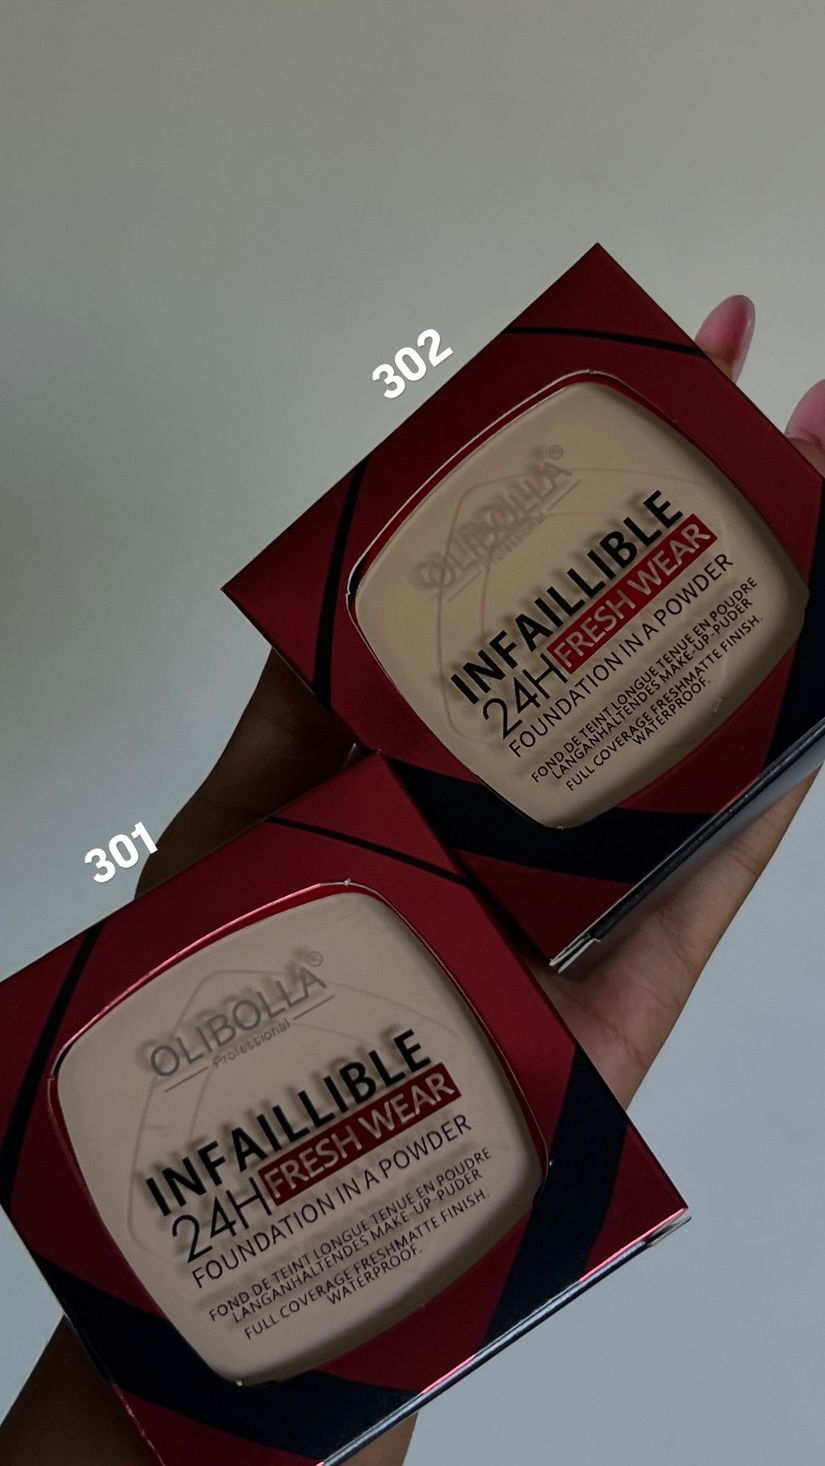 302
OLIBOLLA®
Professional
INFAILLIBLE
24H FRESH WEAR
FOUNDATION IN A POWDER
FOND DE TEINT LONGUE TENUE EN POUDRE
LANGANHALTENDES MAKE-UP-PUDER
FULL COVERAGE FRESHMATTE FINISH.
WATERPROOF.
301
OLIBOLLA®
Professional
INFAILLIBLE
24H FRESH WEAR
FOUNDATION IN A POWDER
FOND DE TEINT LONGUE TENUE EN POUDRE
LANGANHALTENDES MAKE-UP-PUDER
FULL COVERAGE FRESHMATTE FINISH.
WATERPROOF.